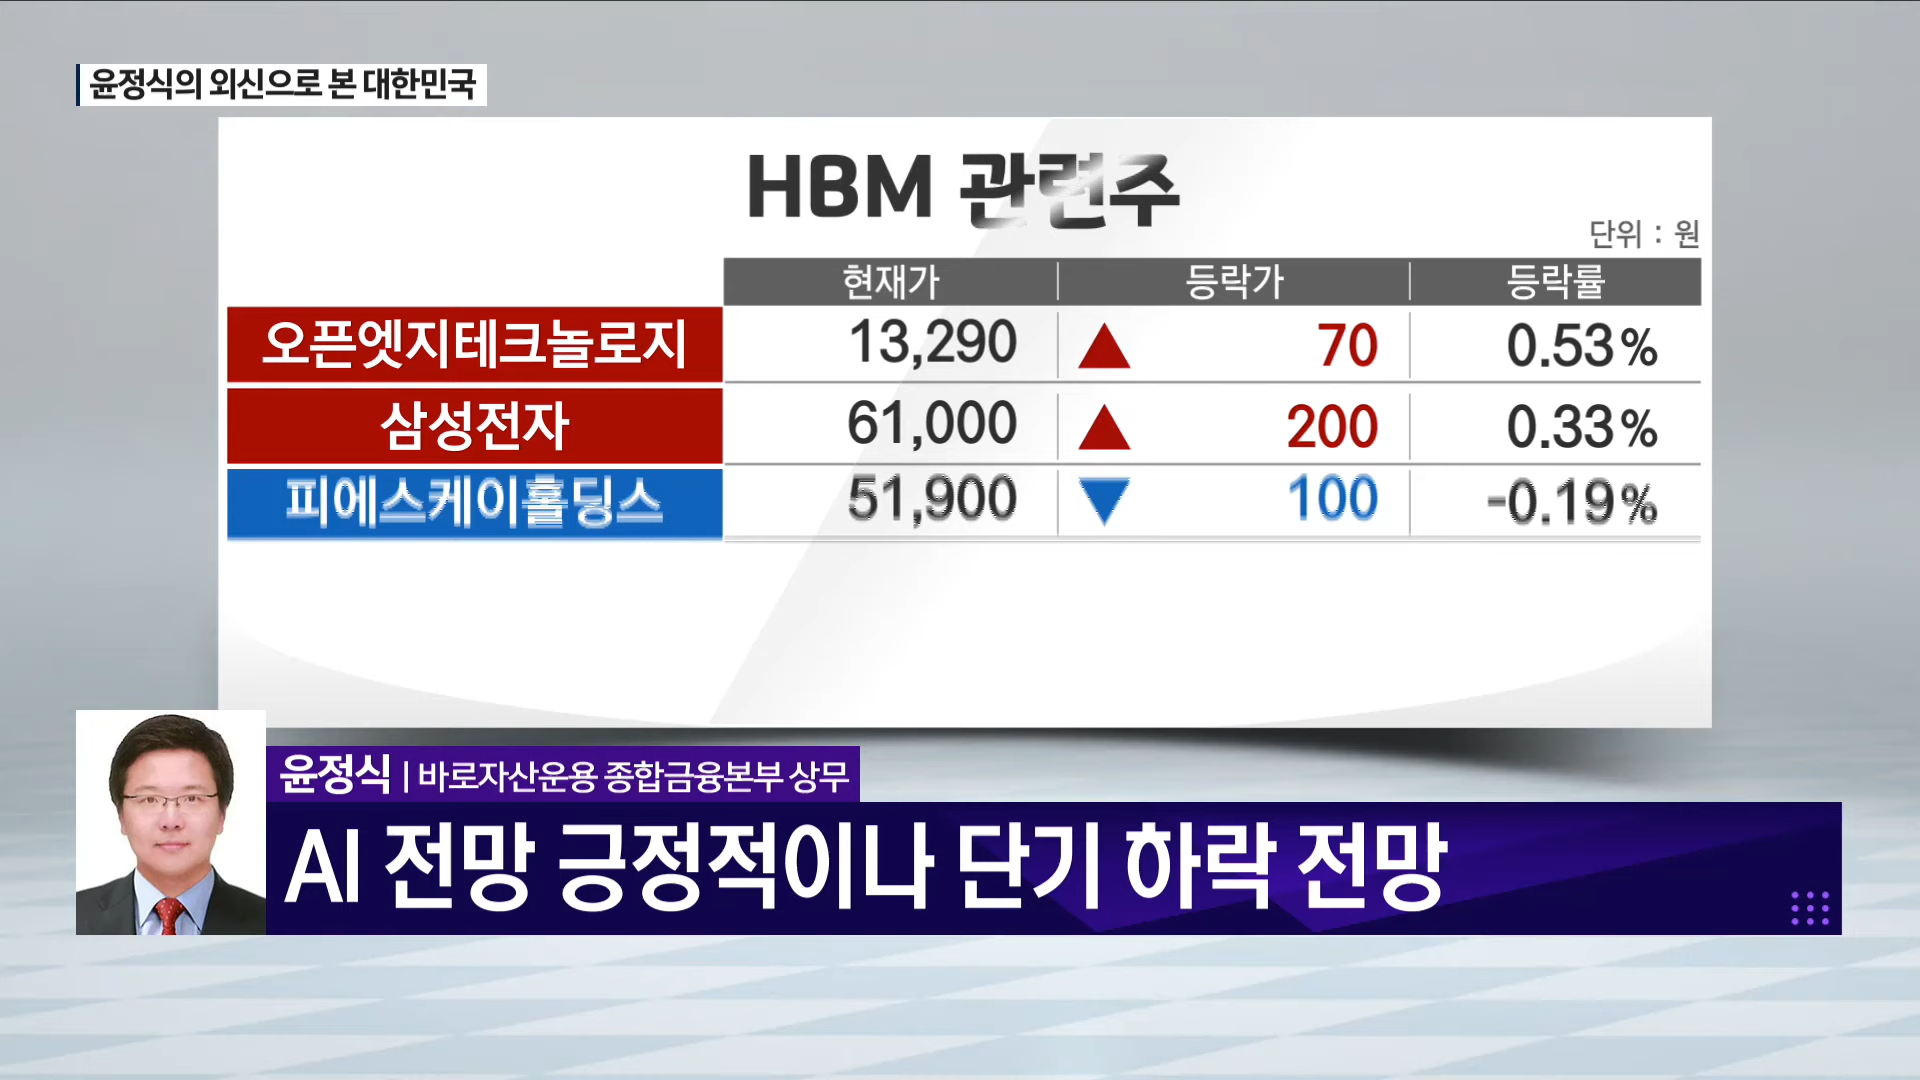 윤정식의 외신으로 본 대한민국
HBM 관련주
단위 : 원
현재가 등락가 등락률
오픈엣지테크놀로지 13,290 ▲ 70 0.53%
삼성전자 61,000 ▲ 200 0.33%
피에스케이홀딩스 51,900 ▼ 100 -0.19%
윤정식 | 바로자산운용 종합금융본부 상무
AI 전망 긍정적이나 단기 하락 전망